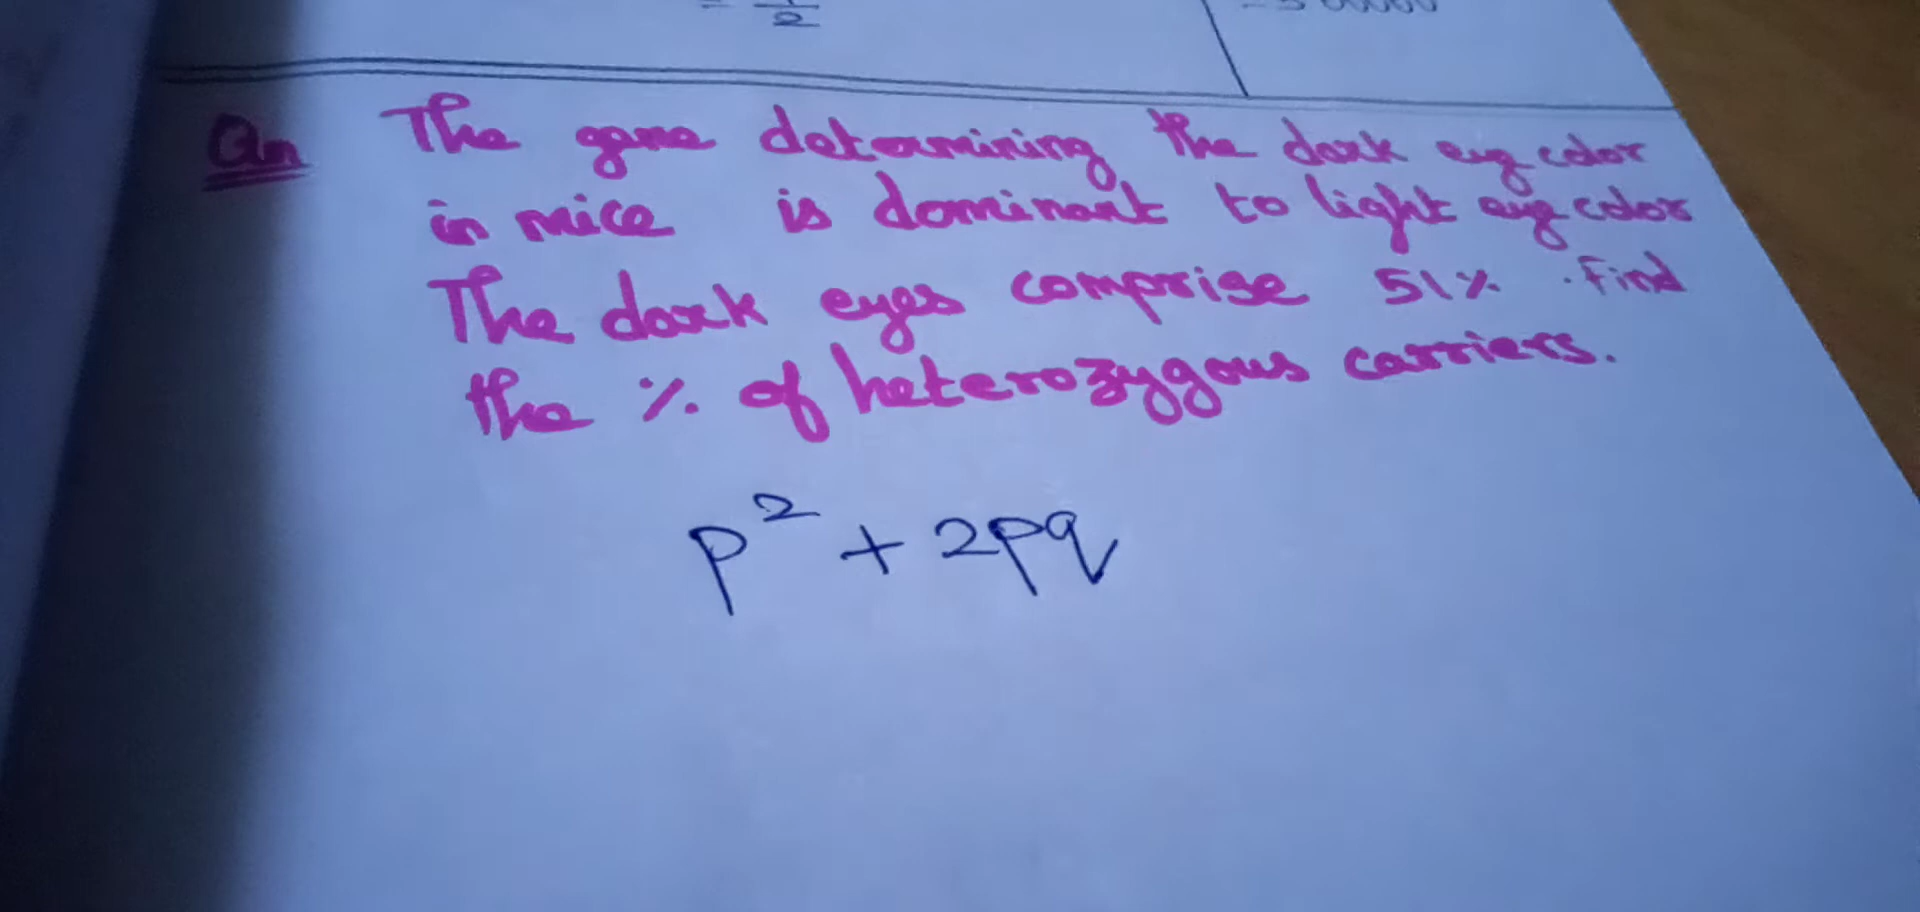 Qn The gene determining the dark eye color
in mice is dominant to light eye color
The dark eyes comprise 51% . Find
the % of heterozygous carriers.
p² + 2pq